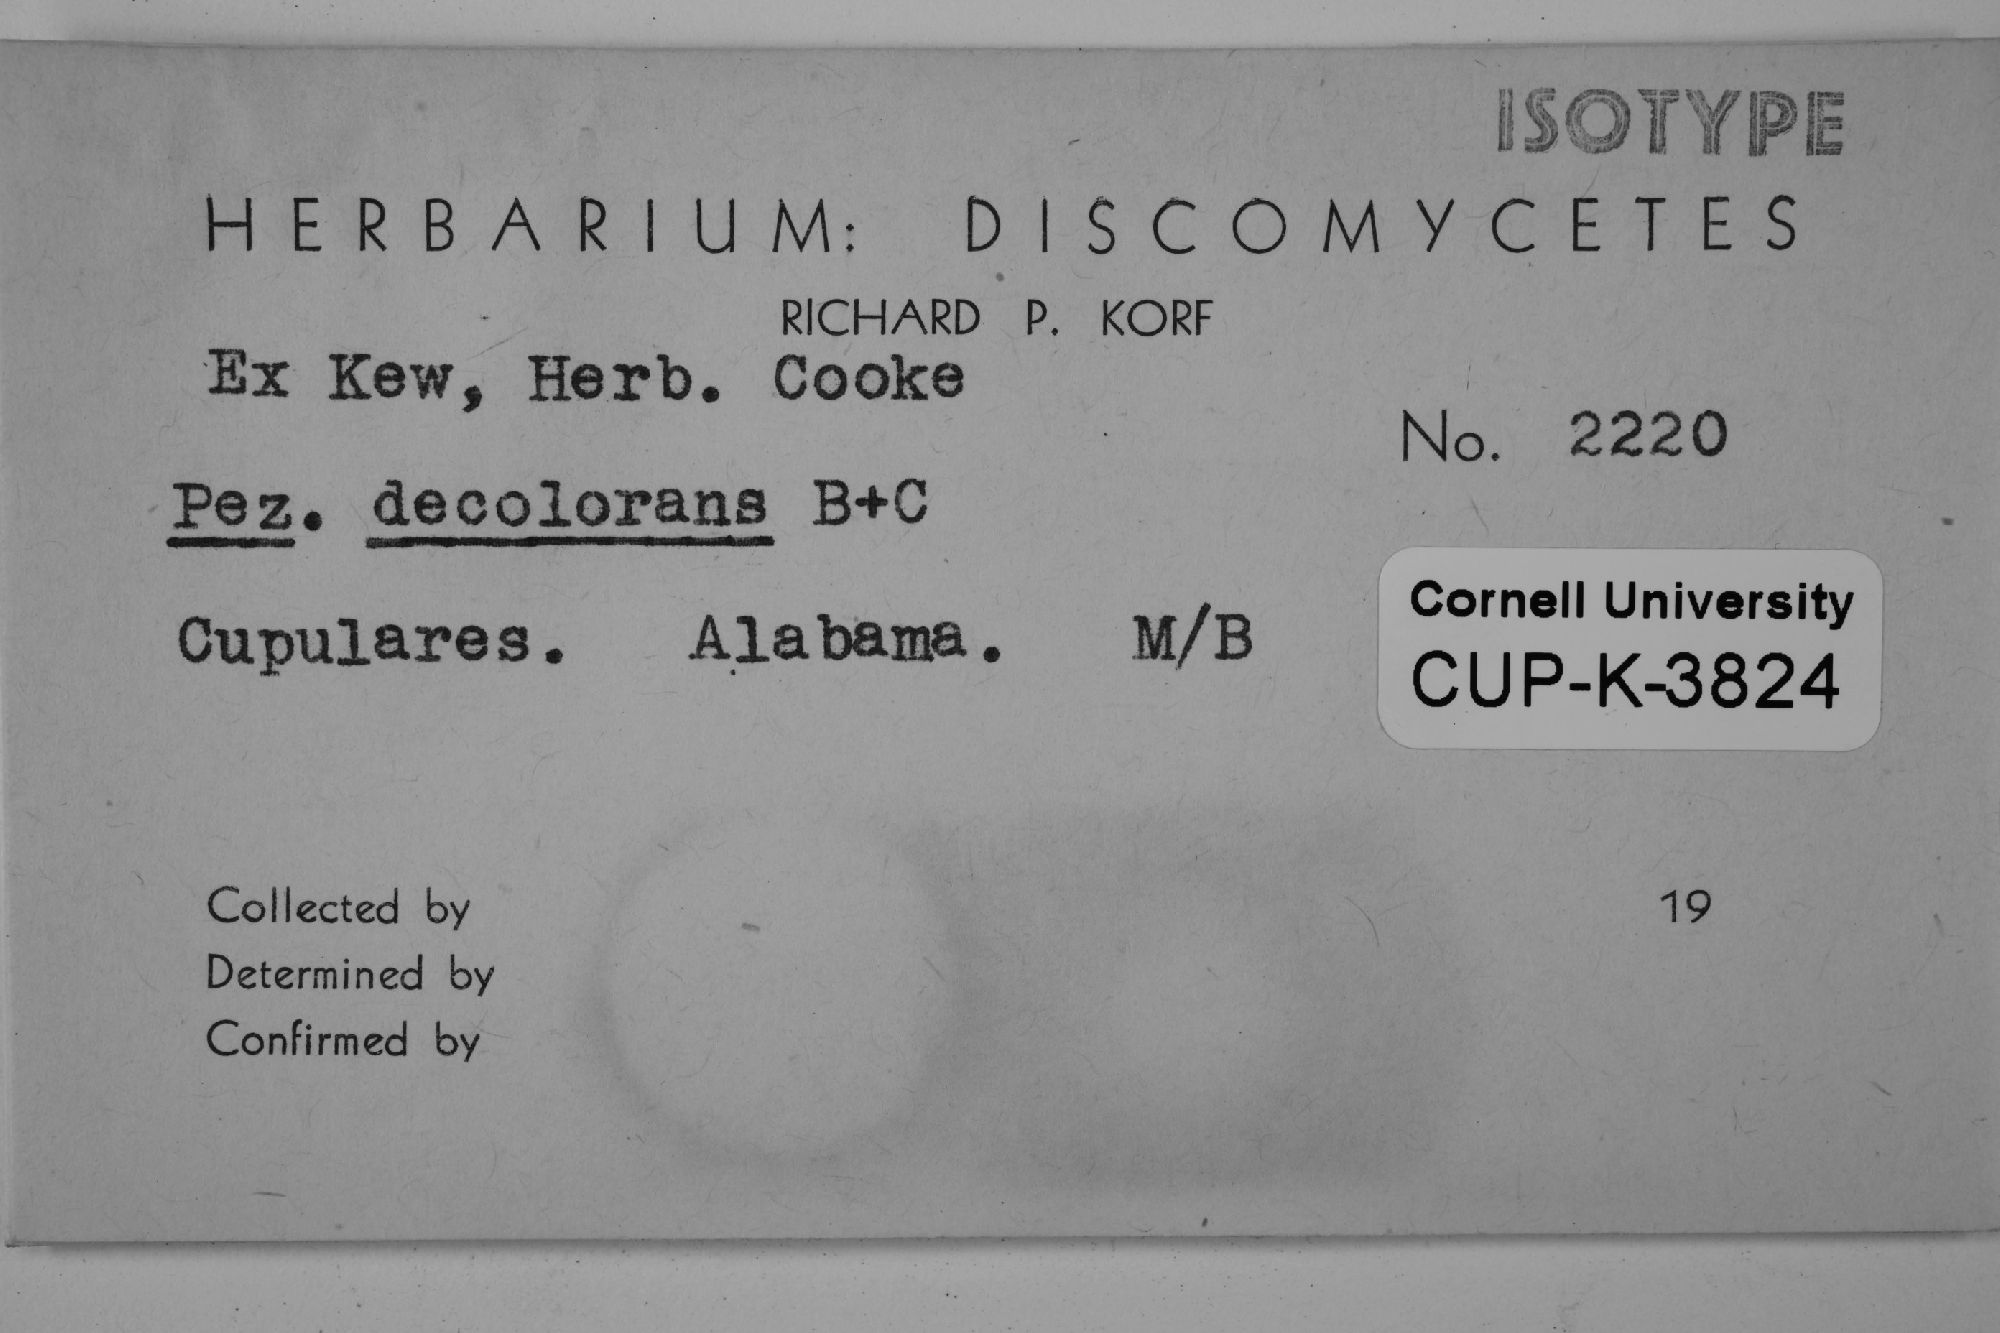 ISOTYPE
HERBARIUM: DISCOMYCETES
RICHARD P. KORF
Ex Kew, Herb. Cooke
No. 2220
Pez. decolorans B+C
Cupulares. Alabama. M/B
Cornell University
CUP-K-3824
Collected by 19
Determined by
Confirmed by